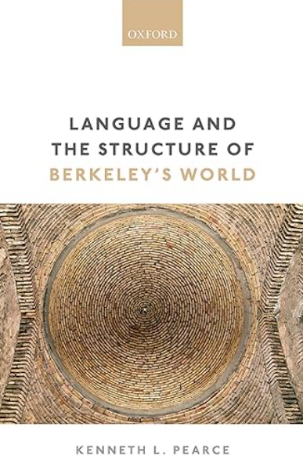 OXFORD
LANGUAGE AND
THE STRUCTURE OF
BERKELEY'S WORLD
KENNETH L. PEARCE